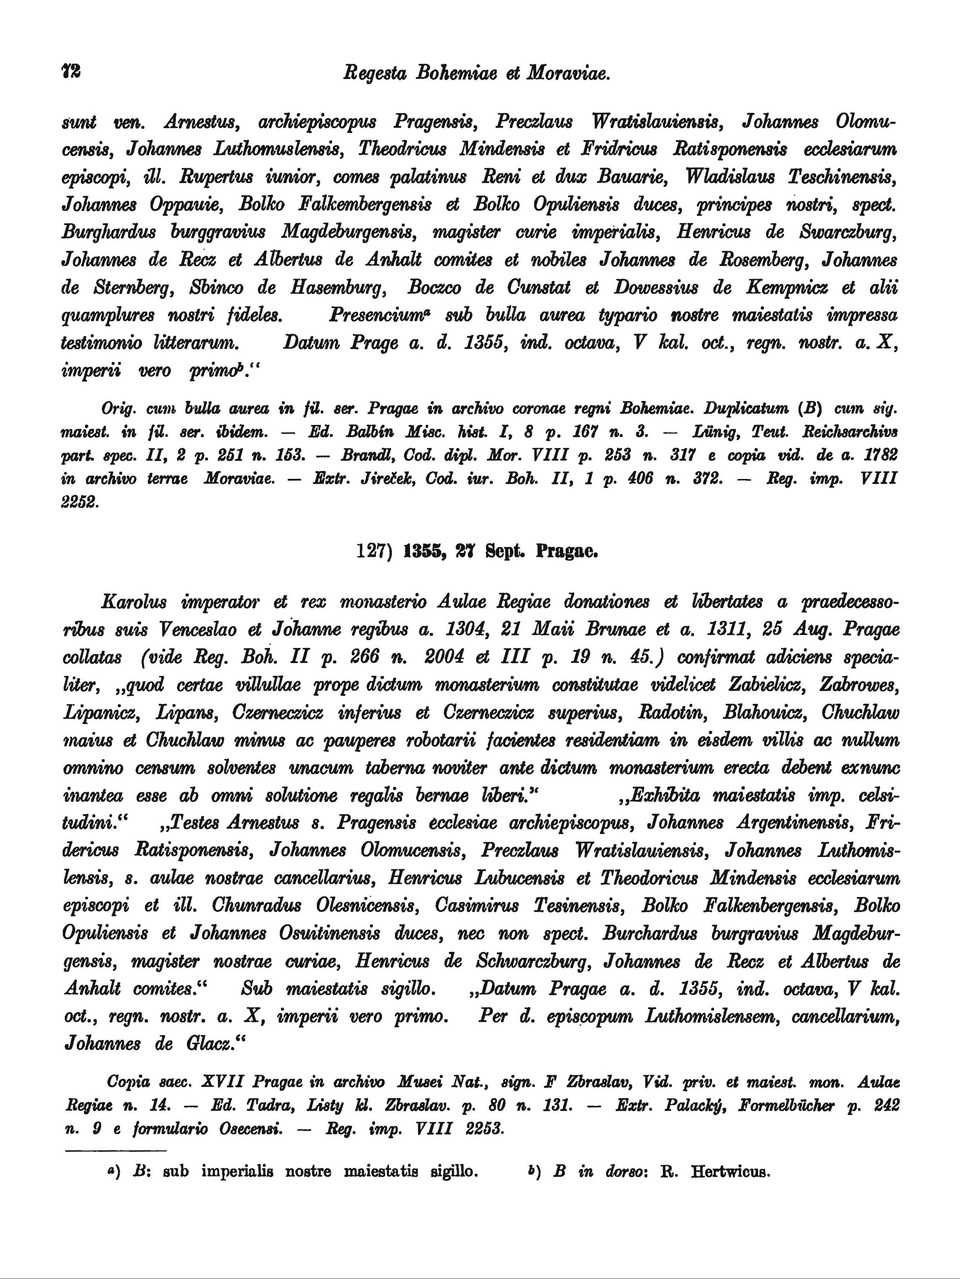 72 Regesta Bohemiae et Moraviae.
sunt ven. Arnestus, archiepiscopus Pragensis, Preczlaus Wratislauiensis, Johannes Olomu-
censis, Johannes Luthomuslensis, Theodricus Mindensis et Fridricus Ratisponensis ecclesiarum
episcopi, ill. Rupertus iunior, comes palatinus Reni et dux Bauarie, Wladislaus Teschinensis,
Johannes Oppauie, Bolko Falkembergensis et Bolko Opuliensis duces, principes nostri, spect.
Burghardus burggravius Magdeburgensis, magister curie imperialis, Henricus de Swarczburg,
Johannes de Recz et Albertus de Anhalt comites et nobiles Johannes de Rosemberg, Johannes
de Sternberg, Sbinco de Hasemburg, Boczco de Cunstat et Dowessius de Kempnicz et alii
quamplures nostri fideles. Presenciumᵃ sub bulla aurea typario nostre maiestatis impressa
testimonio litterarum. Datum Prage a. d. 1355, ind. octava, V kal. oct., regn. nostr. a. X,
imperii vero primoᵇ.“
Orig. cum bulla aurea in fil. ser. Pragae in archivo coronae regni Bohemiae. Duplicatum (B) cum sig.
maiest. in fil. ser. ibidem. — Ed. Balbín Misc. hist. I, 8 p. 167 n. 3. — Lünig, Teut. Reichsarchivs
part. spec. II, 2 p. 251 n. 153. — Brandl, Cod. dipl. Mor. VIII p. 253 n. 317 e copia vid. de a. 1782
in archivo terrae Moraviae. — Extr. Jireček, Cod. iur. Boh. II, 1 p. 406 n. 372. — Reg. imp. VIII
2252.
127) 1355, 27 Sept. Pragae.
Karolus imperator et rex monasterio Aulae Regiae donationes et libertates a praedecesso-
ribus suis Venceslao et Johanne regibus a. 1304, 21 Maii Brunae et a. 1311, 25 Aug. Pragae
collatas (vide Reg. Boh. II p. 266 n. 2004 et III p. 19 n. 45.) confirmat adiciens specia-
liter, „quod certae villullae prope dictum monasterium constitutae videlicet Zabielicz, Zabrowes,
Lipanicz, Lipans, Czerneczicz inferius et Czerneczicz superius, Radotin, Blahouicz, Chuchlaw
maius et Chuchlaw minus ac pauperes robotarii facientes residentiam in eisdem villis ac nullum
omnino censum solventes unacum taberna noviter ante dictum monasterium erecta debent exnunc
inantea esse ab omni solutione regalis bernae liberi.“ „Exhibita maiestatis imp. celsi-
tudini.“ „Testes Arnestus s. Pragensis ecclesiae archiepiscopus, Johannes Argentinensis, Fri-
dericus Ratisponensis, Johannes Olomucensis, Preczlaus Wratislauiensis, Johannes Luthomis-
lensis, s. aulae nostrae cancellarius, Henricus Lubucensis et Theodoricus Mindensis ecclesiarum
episcopi et ill. Chunradus Olesnicensis, Casimirus Tesinensis, Bolko Falkenbergensis, Bolko
Opuliensis et Johannes Osuitinensis duces, nec non spect. Burchardus burgravius Magdebur-
gensis, magister nostrae curiae, Henricus de Schwarczburg, Johannes de Recz et Albertus de
Anhalt comites.“ Sub maiestatis sigillo. „Datum Pragae a. d. 1355, ind. octava, V kal.
oct., regn. nostr. a. X, imperii vero primo. Per d. episcopum Luthomislensem, cancellarium,
Johannes de Glacz.“
Copia saec. XVII Pragae in archivo Musei Nat., sign. F Zbraslav, Vid. priv. et maiest. mon. Aulae
Regiae n. 14. — Ed. Tadra, Listy kl. Zbraslav. p. 80 n. 131. — Extr. Palacký, Formelbücher p. 242
n. 9 e formulario Osecensi. — Reg. imp. VIII 2253.
ᵃ) B: sub imperialis nostre maiestatis sigillo. ᵇ) B in dorso: R. Hertwicus.